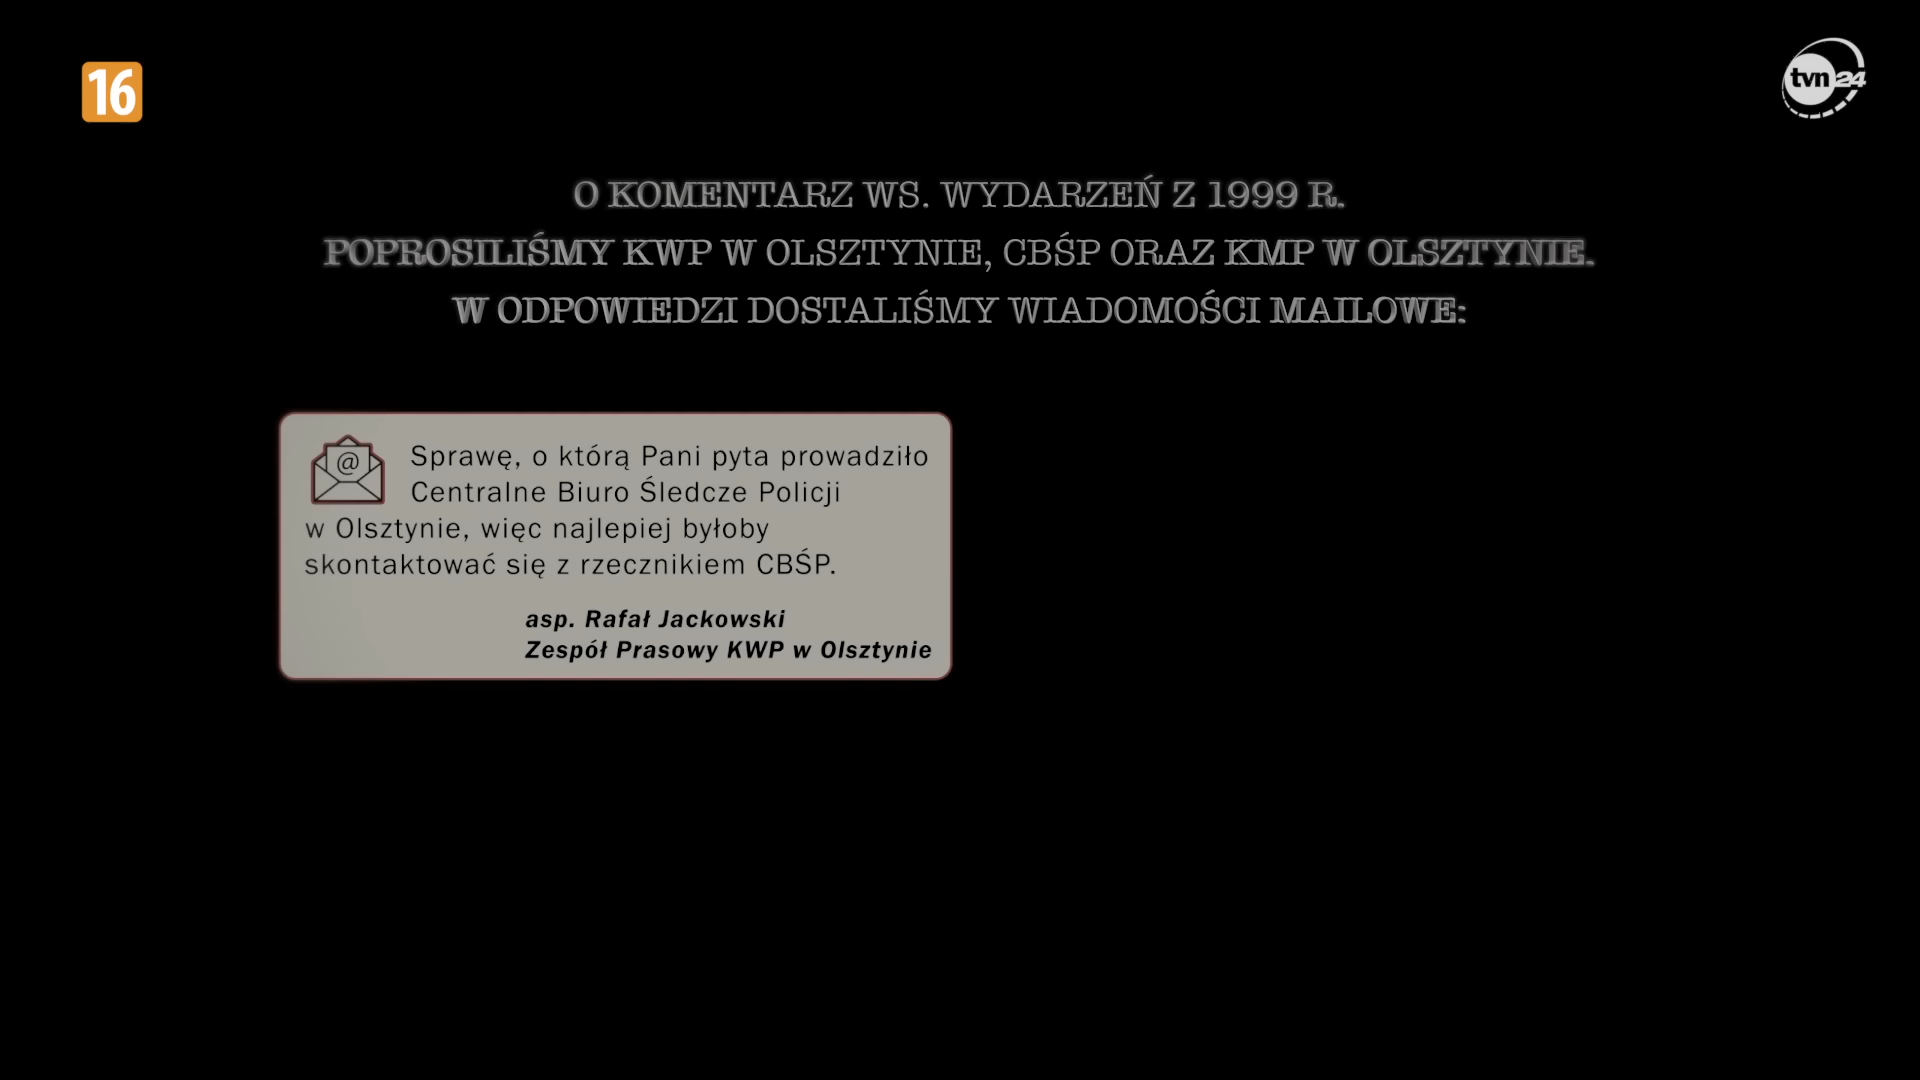 16
tvn24
O KOMENTARZ WS. WYDARZEŃ Z 1999 R.
POPROSILIŚMY KWP W OLSZTYNIE, CBŚP ORAZ KMP W OLSZTYNIE.
W ODPOWIEDZI DOSTALIŚMY WIADOMOŚCI MAILOWE:
@
Sprawę, o którą Pani pyta prowadziło
Centralne Biuro Śledcze Policji
w Olsztynie, więc najlepiej byłoby
skontaktować się z rzecznikiem CBŚP.
asp. Rafał Jackowski
Zespół Prasowy KWP w Olsztynie